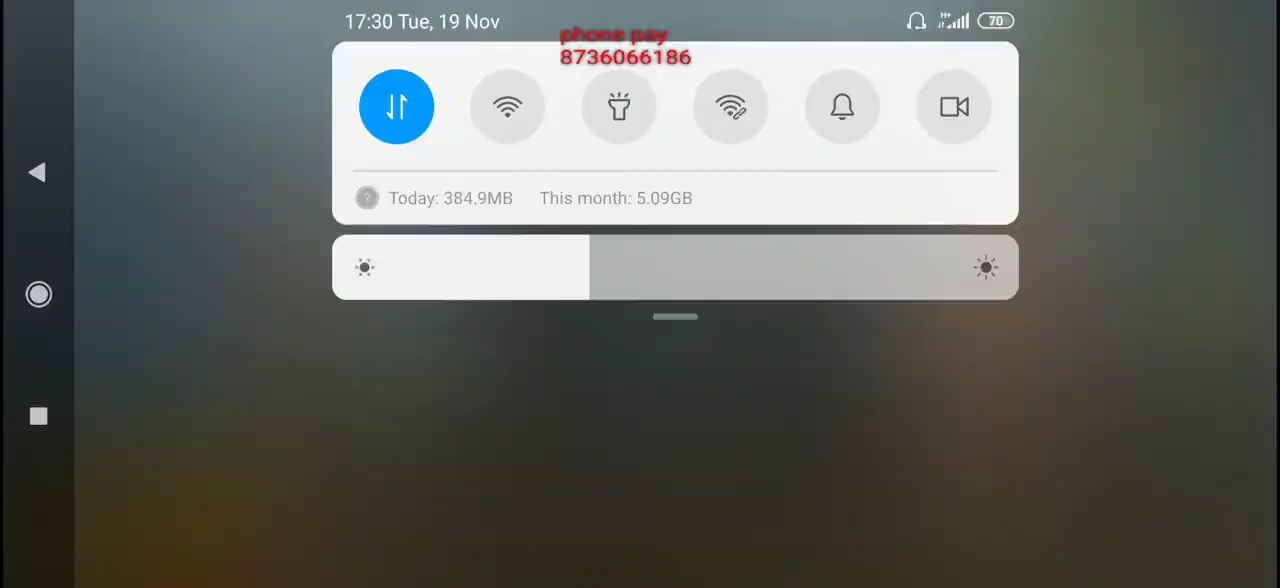 17:30 Tue, 19 Nov
H+
70
phone pay
8736066186
Today: 384.9MB This month: 5.09GB